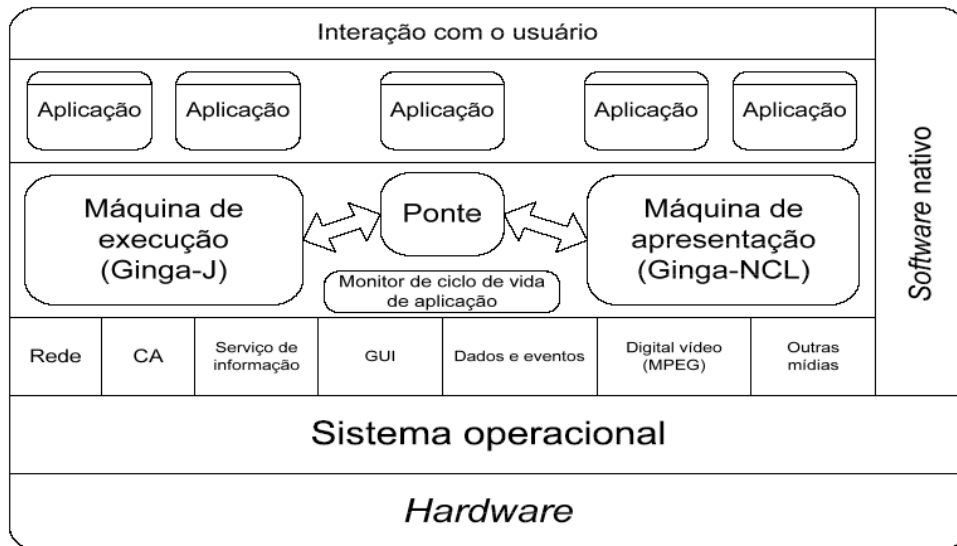 Interação com o usuário
Aplicação
Aplicação
Aplicação
Aplicação
Aplicação
Máquina de
execução
(Ginga-J)
Ponte
Monitor de ciclo de vida
de aplicação
Máquina de
apresentação
(Ginga-NCL)
Software nativo
Rede
CA
Serviço de
informação
GUI
Dados e eventos
Digital vídeo
(MPEG)
Outras
mídias
Sistema operacional
Hardware